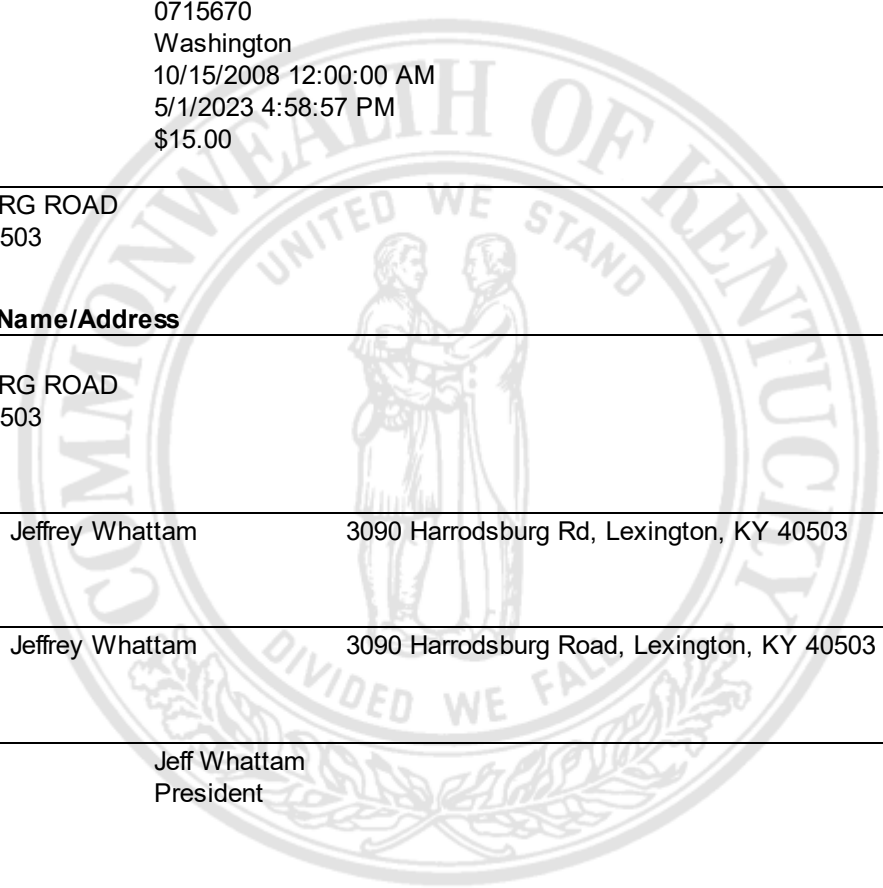 0715670
Washington
10/15/2008 12:00:00 AM
5/1/2023 4:58:57 PM
$15.00
RG ROAD
503
Name/Address
RG ROAD
503
Jeffrey Whattam 3090 Harrodsburg Rd, Lexington, KY 40503
Jeffrey Whattam 3090 Harrodsburg Road, Lexington, KY 40503
Jeff Whattam
President
COMMONWEALTH OF KENTUCKY
UNITED WE STAND
DIVIDED WE FALL